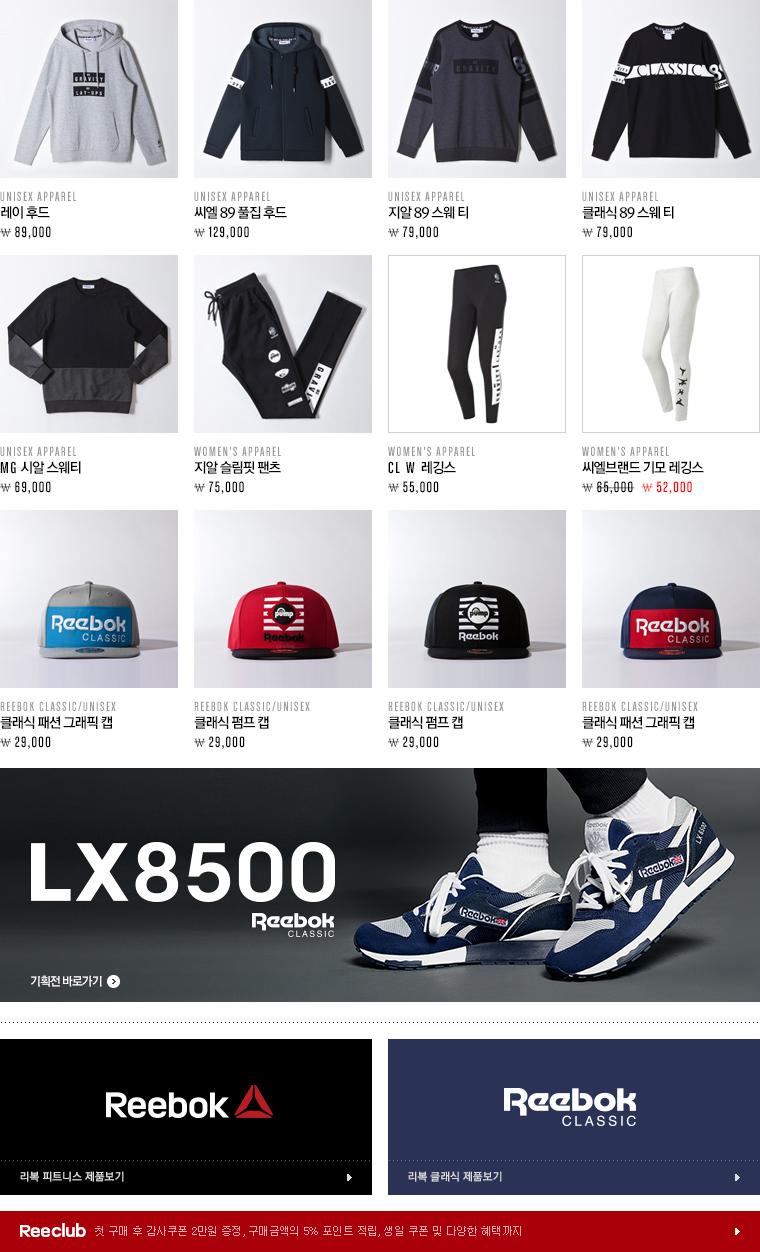 GRAVITY
LAY-UPS
GRAVITY
CLASSIC
UNISEX APPAREL
UNISEX APPAREL
UNISEX APPAREL
UNISEX APPAREL
레이 후드
씨엘 89 풀집 후드
지알 89 스웨 티
클래식 89 스웨 티
₩ 89,000
₩ 129,000
₩ 79,000
₩ 79,000
UNISEX APPAREL
WOMEN'S APPAREL
WOMEN'S APPAREL
WOMEN'S APPAREL
MG 시알 스웨티
지알 슬림핏 팬츠
CL W 레깅스
씨엘브랜드 기모 레깅스
₩ 69,000
₩ 75,000
₩ 55,000
₩ 65,000 ₩ 52,000
Reebok
CLASSIC
PUMP
Reebok
PUMP
Reebok
Reebok
CLASSIC
REEBOK CLASSIC/UNISEX
REEBOK CLASSIC/UNISEX
REEBOK CLASSIC/UNISEX
REEBOK CLASSIC/UNISEX
클래식 패션 그래픽 캡
클래식 펌프 캡
클래식 펌프 캡
클래식 패션 그래픽 캡
₩ 29,000
₩ 29,000
₩ 29,000
₩ 29,000
LX8500
Reebok
CLASSIC
Reebok
Reebok
LX 8500
기획전 바로가기
Reebok
Reebok
CLASSIC
리복 피트니스 제품보기
리복 클래식 제품보기
Reeclub 첫 구매 후 감사쿠폰 2만원 증정, 구매금액의 5% 포인트 적립, 생일 쿠폰 및 다양한 혜택까지